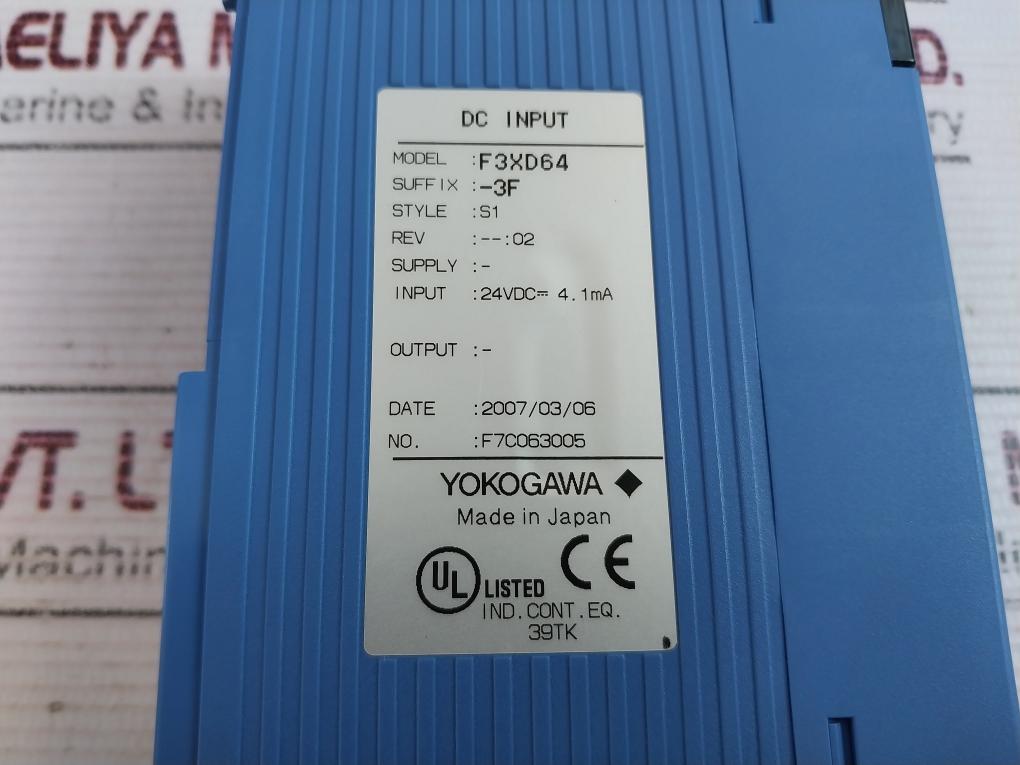 DC INPUT
MODEL :F3XD64
SUFFIX :-3F
STYLE :S1
REV :--:02
SUPPLY :-
INPUT :24VDC⎓ 4.1mA
OUTPUT :-
DATE :2007/03/06
NO. :F7C063005
YOKOGAWA ◆
Made in Japan
UL LISTED CE
IND.CONT.EQ.
39TK